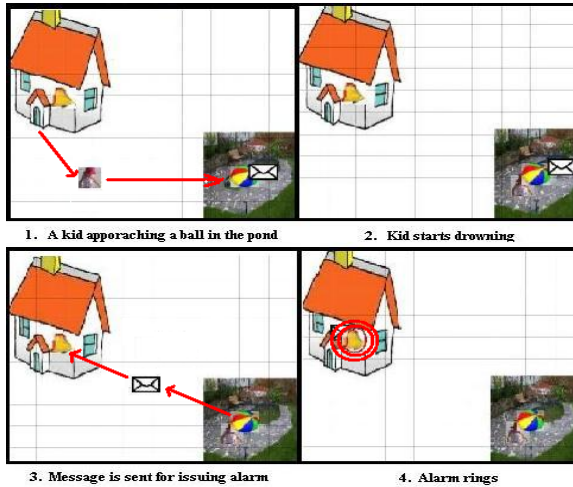 1. A kid apporaching a ball in the pond
2. Kid starts drowning
3. Message is sent for issuing alarm
4. Alarm rings